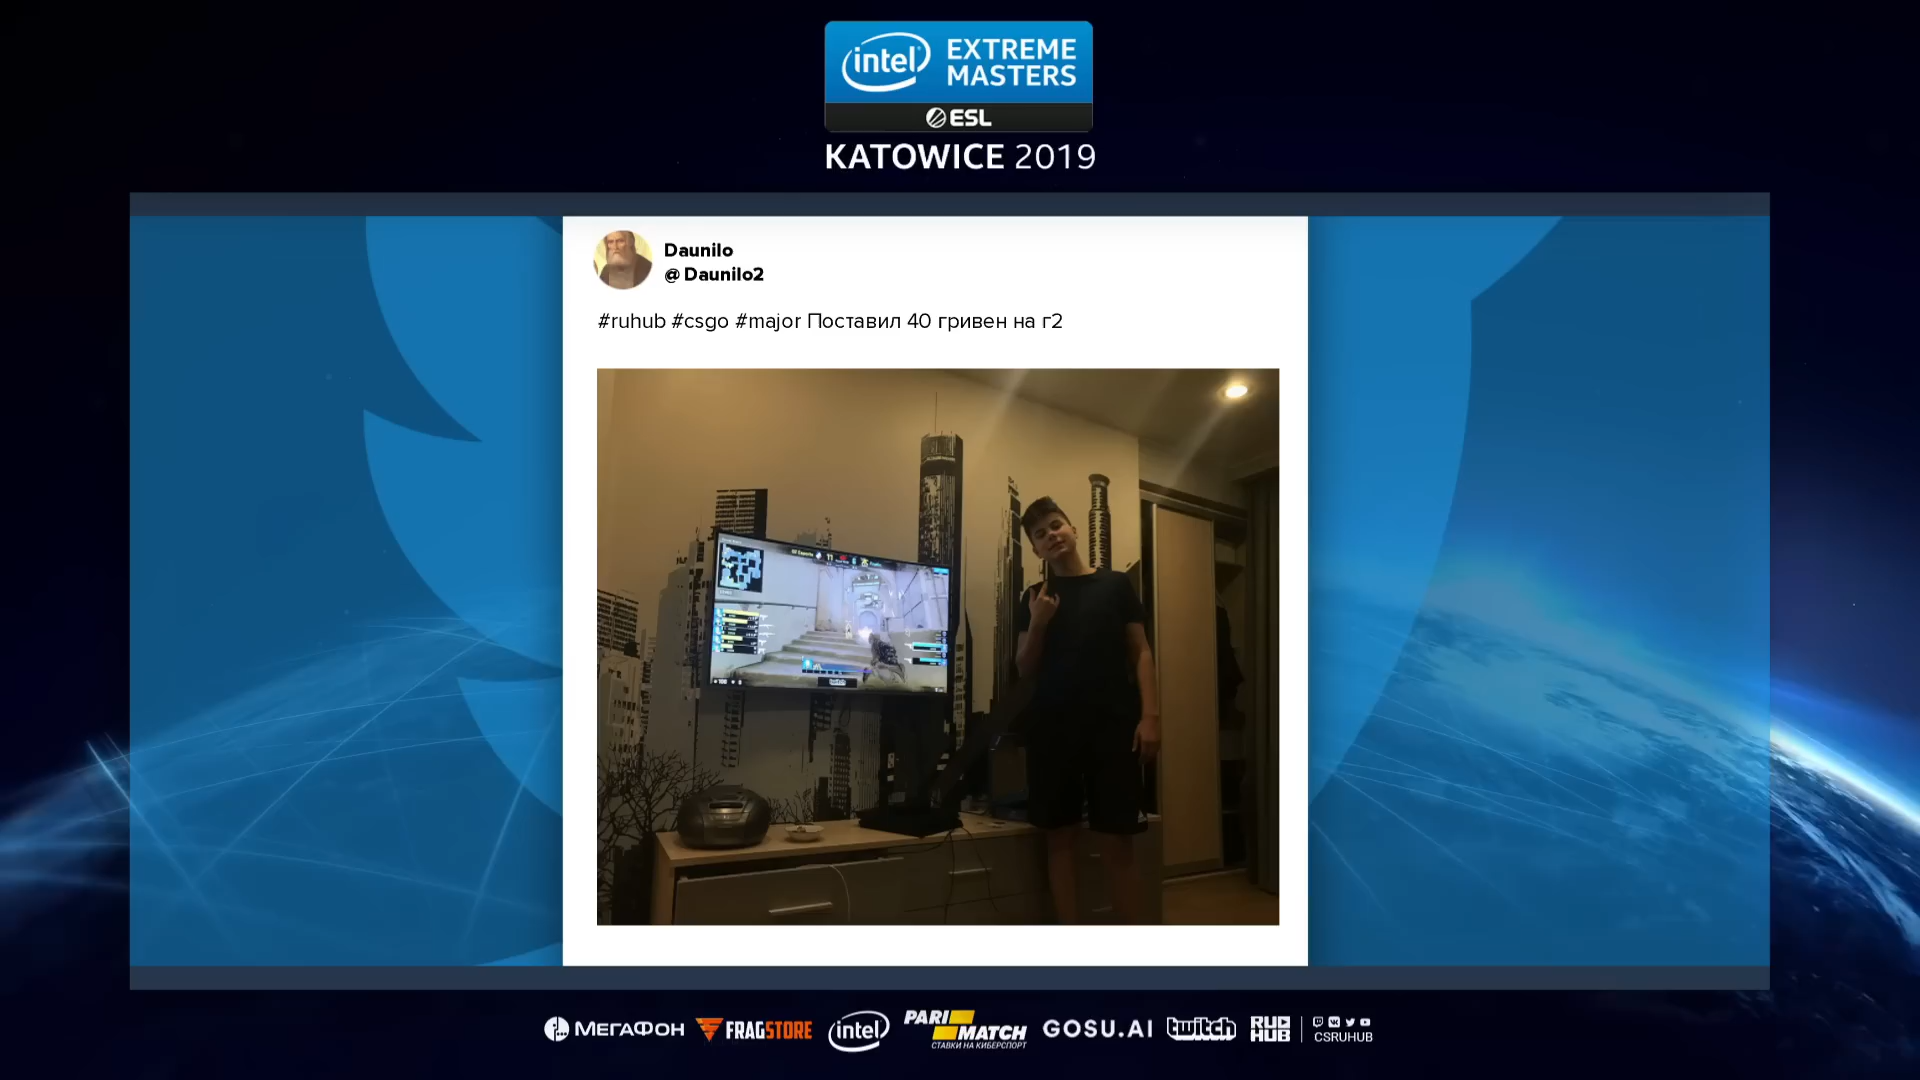 intel EXTREME
MASTERS
ESL
KATOWICE 2019
Daunilo
@Daunilo2
#ruhub #csgo #major Поставил 40 гривен на г2
twitch
МЕГАФОН FRAGSTORE intel PARI MATCH GOSU.AI twitch RUHUB
СТАВКИ НА КИБЕРСПОРТ
CSRUHUB